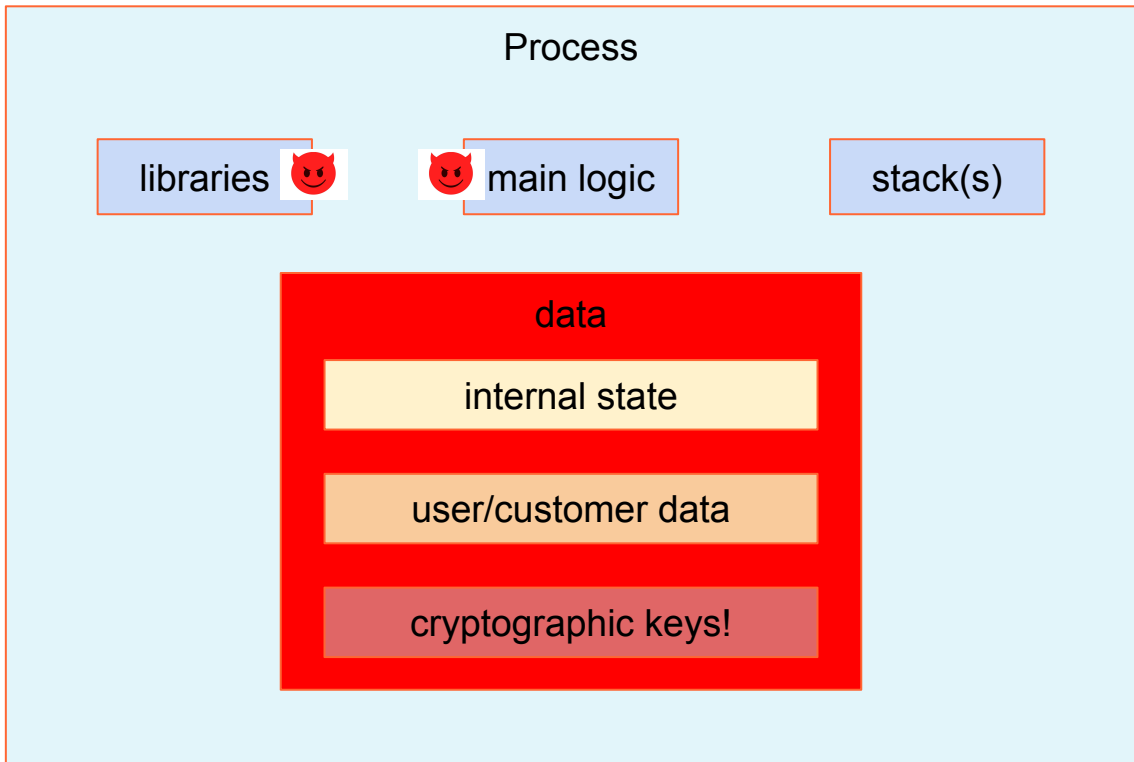 Process
libraries
main logic
stack(s)
data
internal state
user/customer data
cryptographic keys!